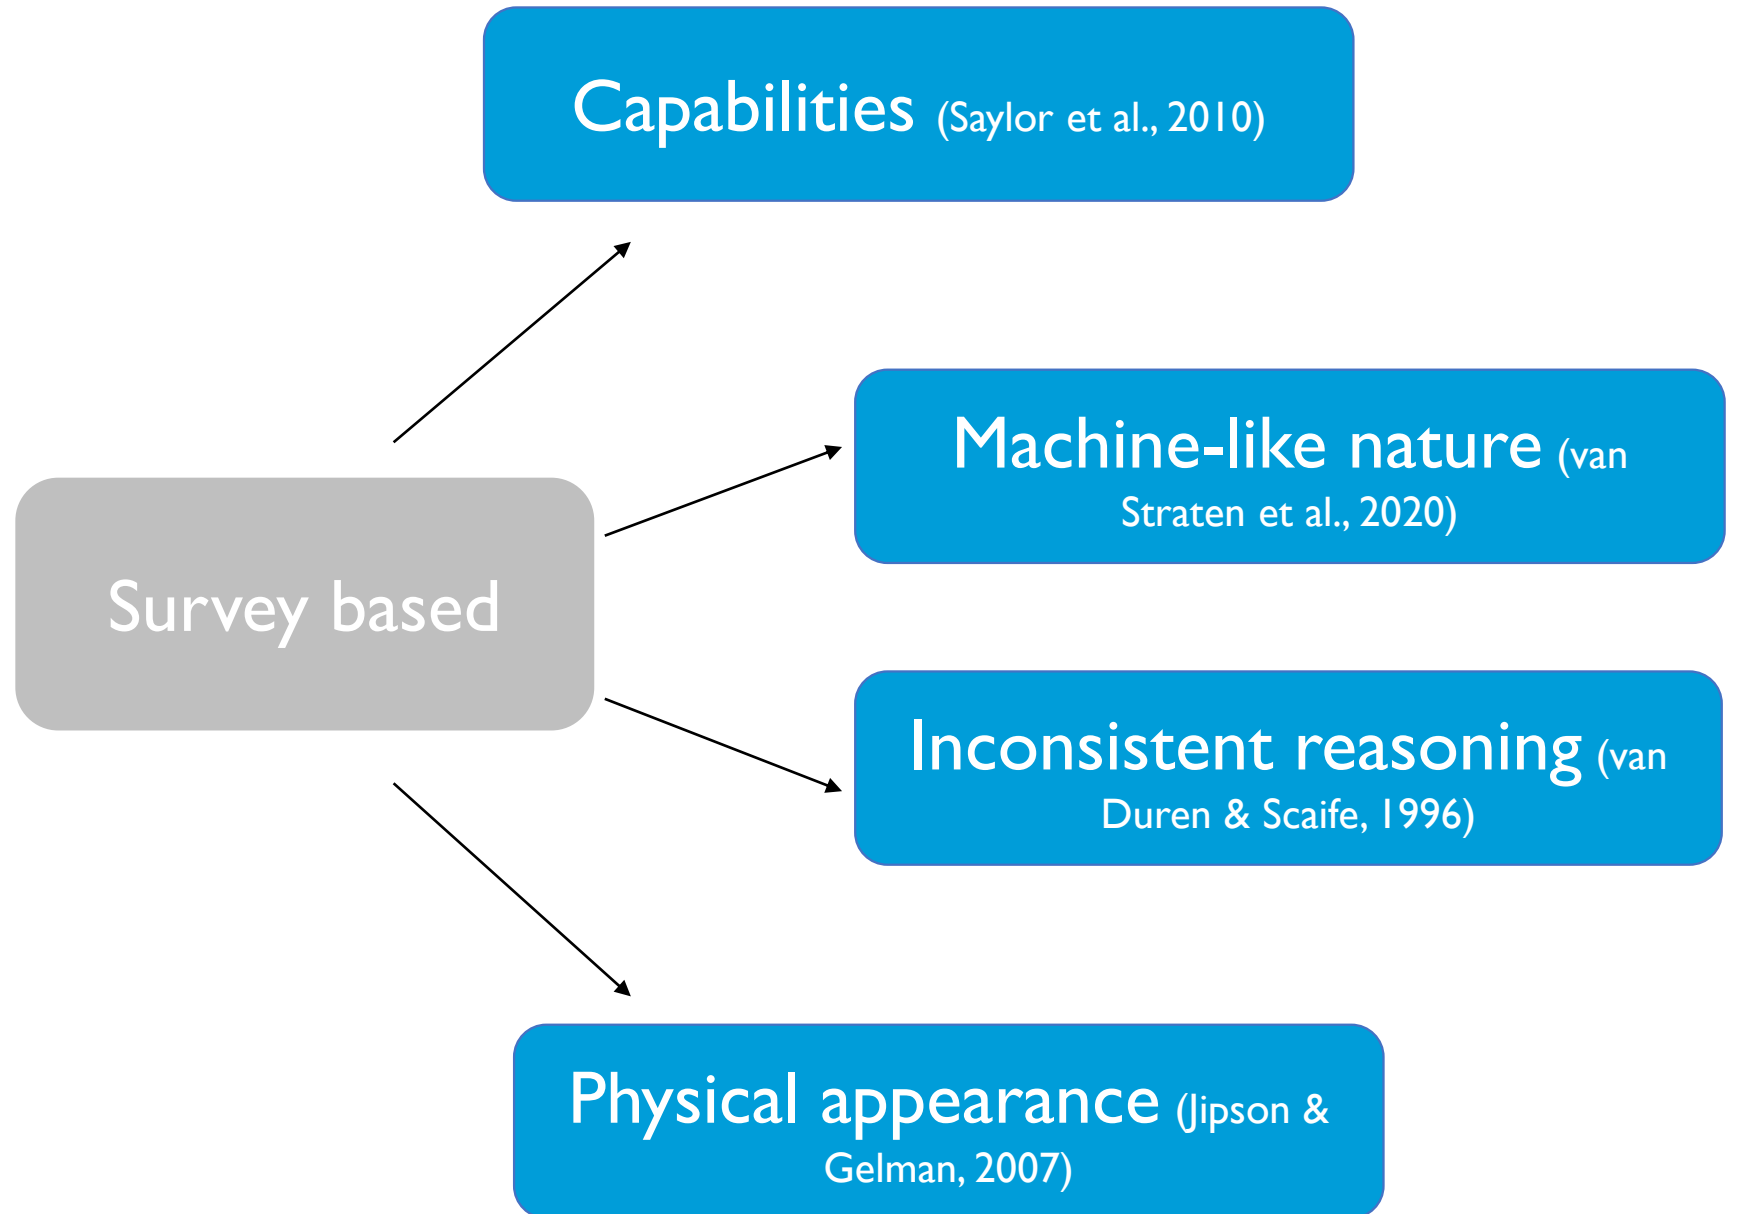 Capabilities (Saylor et al., 2010)
Machine-like nature (van
Straten et al., 2020)
Survey based
Inconsistent reasoning (van
Duren & Scaife, 1996)
Physical appearance (Jipson &
Gelman, 2007)